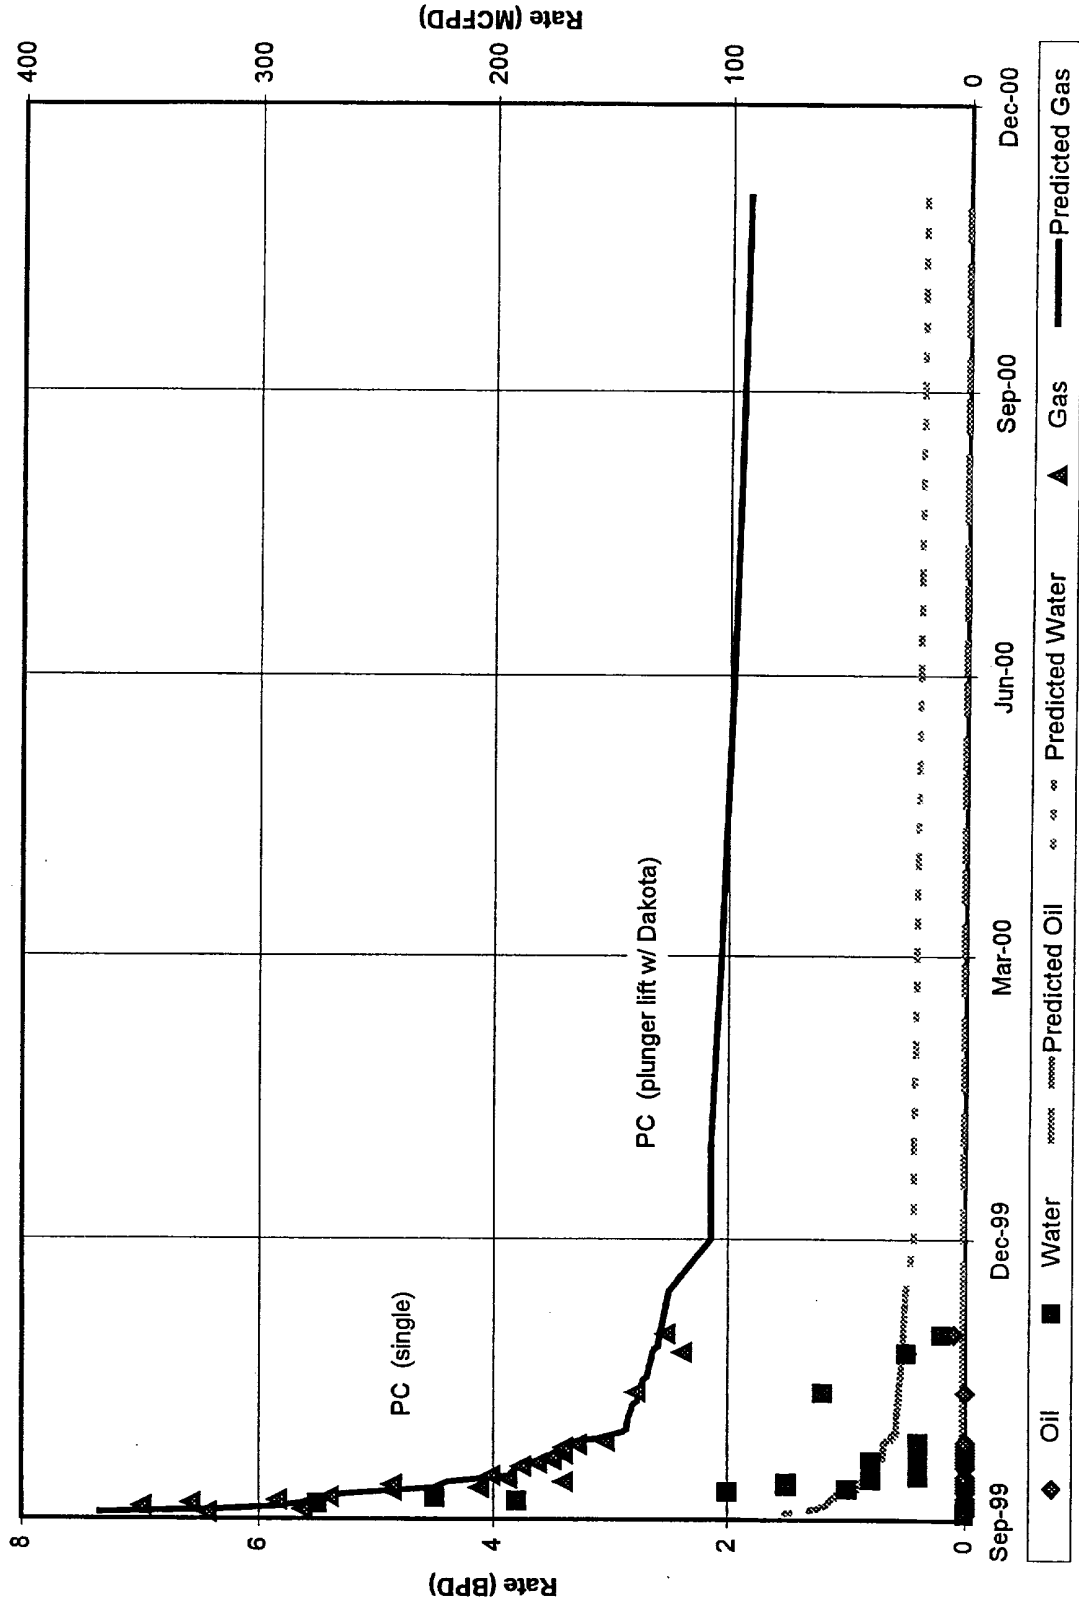 Rate (MCFPD)
400
300
200
100
0
8
6
4
2
0
Rate (BPD)
PC (single)
PC (plunger lift w/ Dakota)
Sep-99
Dec-99
Mar-00
Jun-00
Sep-00
Dec-00
Oil
Water
Predicted Oil
Predicted Water
Gas
Predicted Gas